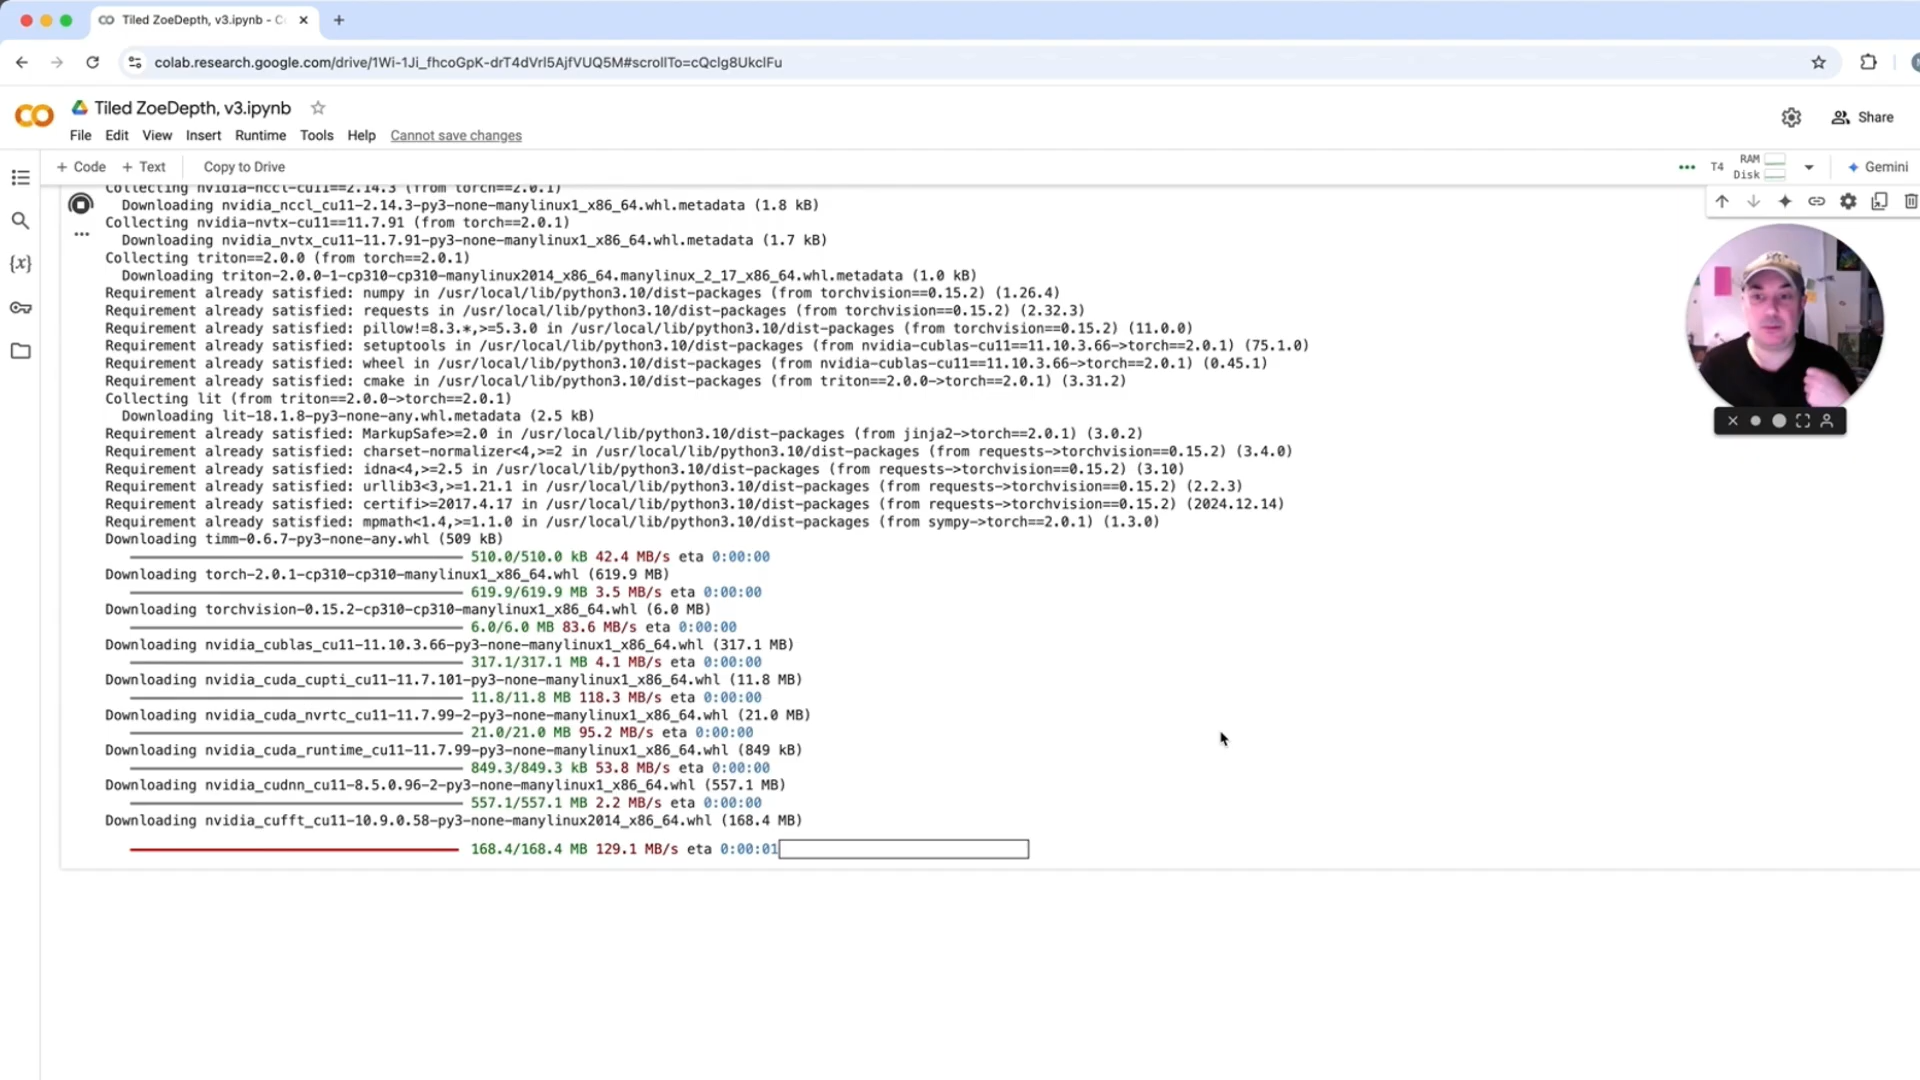 Tiled ZoeDepth, v3.ipynb - C
colab.research.google.com/drive/1Wi-1Ji_fhcoGpK-drT4dVrl5AjfVUQ5M#scrollTo=cQclg8UkclFu
Tiled ZoeDepth, v3.ipynb
File Edit View Insert Runtime Tools Help Cannot save changes
Share
+ Code + Text Copy to Drive
T4 RAM Disk Gemini
Collecting nvidia-nccl-cu11==2.14.3 (from torch==2.0.1)
Downloading nvidia_nccl_cu11-2.14.3-py3-none-manylinux1_x86_64.whl.metadata (1.8 kB)
Collecting nvidia-nvtx-cu11==11.7.91 (from torch==2.0.1)
Downloading nvidia_nvtx_cu11-11.7.91-py3-none-manylinux1_x86_64.whl.metadata (1.7 kB)
Collecting triton==2.0.0 (from torch==2.0.1)
Downloading triton-2.0.0-1-cp310-cp310-manylinux2014_x86_64.manylinux_2_17_x86_64.whl.metadata (1.0 kB)
Requirement already satisfied: numpy in /usr/local/lib/python3.10/dist-packages (from torchvision==0.15.2) (1.26.4)
Requirement already satisfied: requests in /usr/local/lib/python3.10/dist-packages (from torchvision==0.15.2) (2.32.3)
Requirement already satisfied: pillow!=8.3.*,>=5.3.0 in /usr/local/lib/python3.10/dist-packages (from torchvision==0.15.2) (11.0.0)
Requirement already satisfied: setuptools in /usr/local/lib/python3.10/dist-packages (from nvidia-cublas-cu11==11.10.3.66->torch==2.0.1) (75.1.0)
Requirement already satisfied: wheel in /usr/local/lib/python3.10/dist-packages (from nvidia-cublas-cu11==11.10.3.66->torch==2.0.1) (0.45.1)
Requirement already satisfied: cmake in /usr/local/lib/python3.10/dist-packages (from triton==2.0.0->torch==2.0.1) (3.31.2)
Collecting lit (from triton==2.0.0->torch==2.0.1)
Downloading lit-18.1.8-py3-none-any.whl.metadata (2.5 kB)
Requirement already satisfied: MarkupSafe>=2.0 in /usr/local/lib/python3.10/dist-packages (from jinja2->torch==2.0.1) (3.0.2)
Requirement already satisfied: charset-normalizer<4,>=2 in /usr/local/lib/python3.10/dist-packages (from requests->torchvision==0.15.2) (3.4.0)
Requirement already satisfied: idna<4,>=2.5 in /usr/local/lib/python3.10/dist-packages (from requests->torchvision==0.15.2) (3.10)
Requirement already satisfied: urllib3<3,>=1.21.1 in /usr/local/lib/python3.10/dist-packages (from requests->torchvision==0.15.2) (2.2.3)
Requirement already satisfied: certifi>=2017.4.17 in /usr/local/lib/python3.10/dist-packages (from requests->torchvision==0.15.2) (2024.12.14)
Requirement already satisfied: mpmath<1.4,>=1.1.0 in /usr/local/lib/python3.10/dist-packages (from sympy->torch==2.0.1) (1.3.0)
Downloading timm-0.6.7-py3-none-any.whl (509 kB)
510.0/510.0 kB 42.4 MB/s eta 0:00:00
Downloading torch-2.0.1-cp310-cp310-manylinux1_x86_64.whl (619.9 MB)
619.9/619.9 MB 3.5 MB/s eta 0:00:00
Downloading torchvision-0.15.2-cp310-cp310-manylinux1_x86_64.whl (6.0 MB)
6.0/6.0 MB 83.6 MB/s eta 0:00:00
Downloading nvidia_cublas_cu11-11.10.3.66-py3-none-manylinux1_x86_64.whl (317.1 MB)
317.1/317.1 MB 4.1 MB/s eta 0:00:00
Downloading nvidia_cuda_cupti_cu11-11.7.101-py3-none-manylinux1_x86_64.whl (11.8 MB)
11.8/11.8 MB 118.3 MB/s eta 0:00:00
Downloading nvidia_cuda_nvrtc_cu11-11.7.99-2-py3-none-manylinux1_x86_64.whl (21.0 MB)
21.0/21.0 MB 95.2 MB/s eta 0:00:00
Downloading nvidia_cuda_runtime_cu11-11.7.99-py3-none-manylinux1_x86_64.whl (849 kB)
849.3/849.3 kB 53.8 MB/s eta 0:00:00
Downloading nvidia_cudnn_cu11-8.5.0.96-2-py3-none-manylinux1_x86_64.whl (557.1 MB)
557.1/557.1 MB 2.2 MB/s eta 0:00:00
Downloading nvidia_cufft_cu11-10.9.0.58-py3-none-manylinux2014_x86_64.whl (168.4 MB)
168.4/168.4 MB 129.1 MB/s eta 0:00:01